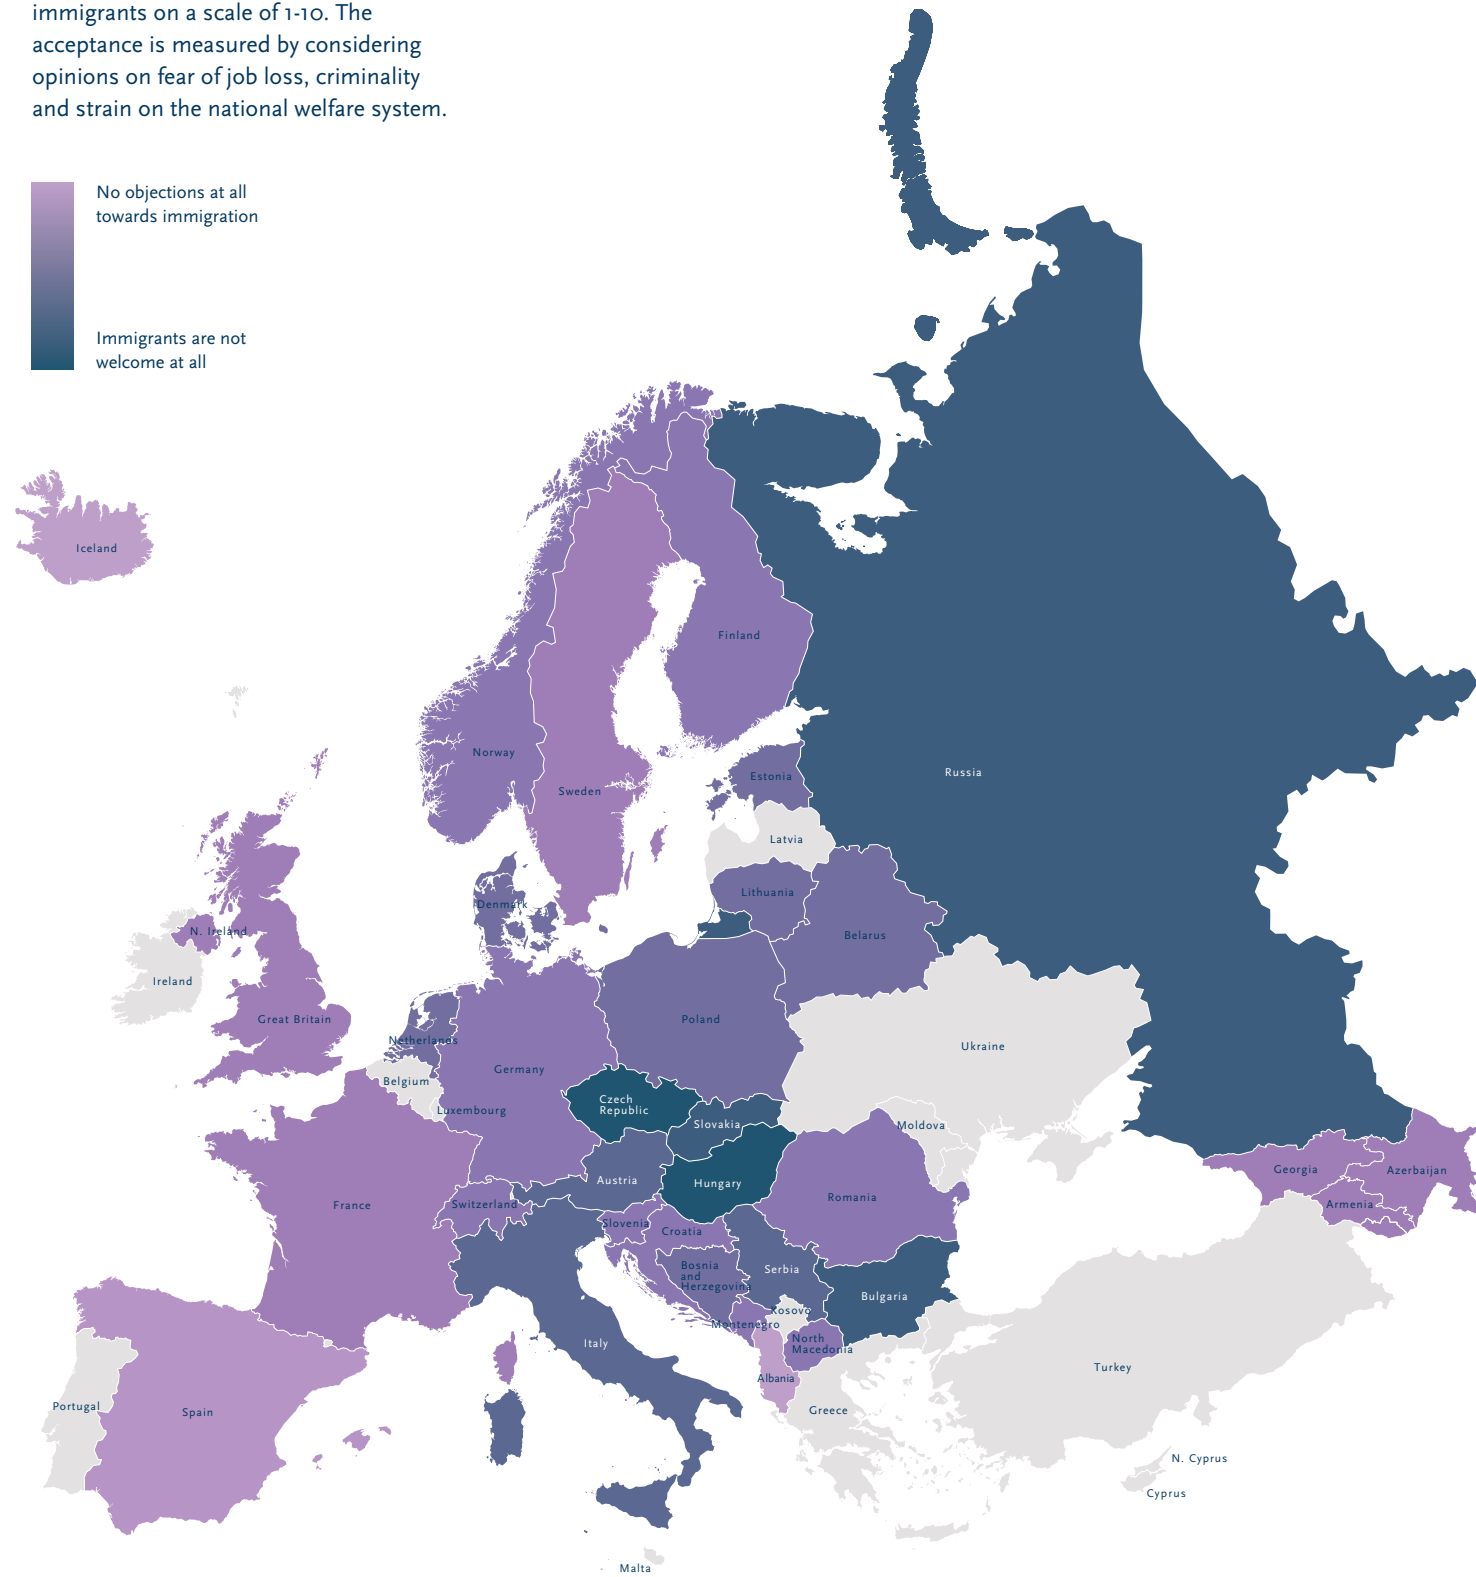 immigrants on a scale of 1-10. The
acceptance is measured by considering
opinions on fear of job loss, criminality
and strain on the national welfare system.
No objections at all
towards immigration
Immigrants are not
welcome at all
Iceland
Finland
Norway
Sweden
Estonia
Russia
Latvia
Lithuania
Denmark
Belarus
N. Ireland
Ireland
Great Britain
Netherlands
Poland
Ukraine
Germany
Belgium
Luxembourg
Czech
Republic
Slovakia
Moldova
Austria
Hungary
Georgia
Azerbaijan
France
Switzerland
Romania
Armenia
Slovenia
Croatia
Bosnia
and
Herzegovina
Serbia
Bulgaria
Kosovo
Montenegro
Italy
North
Macedonia
Albania
Turkey
Portugal
Spain
Greece
N. Cyprus
Cyprus
Malta